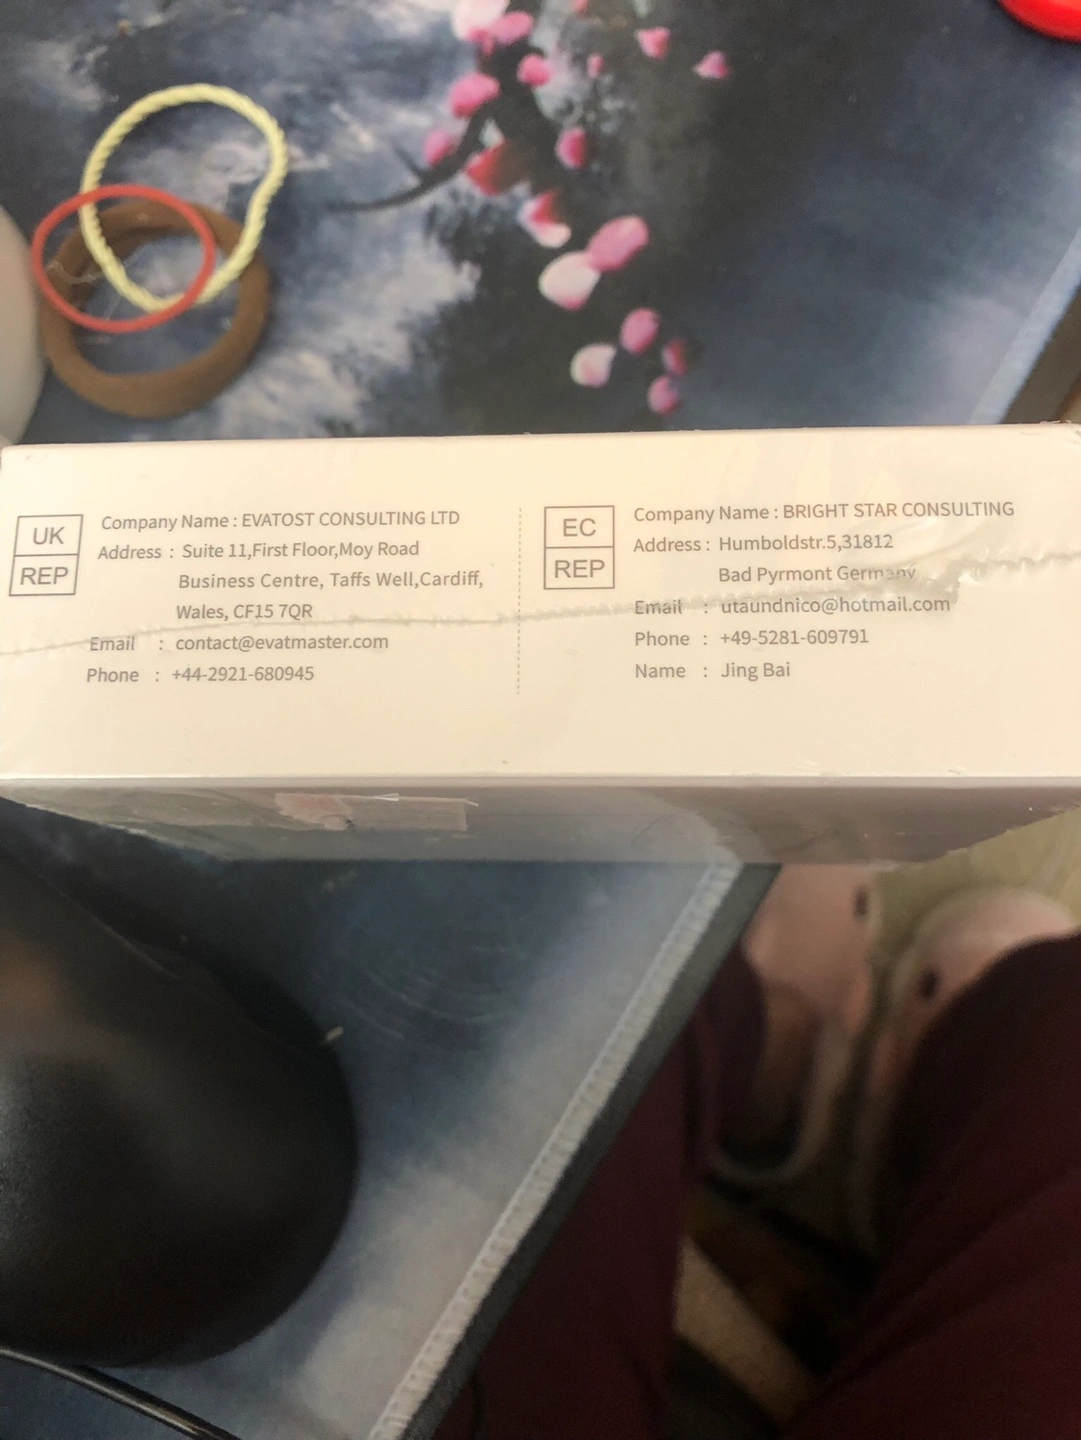 UK
REP
Company Name : EVATOST CONSULTING LTD
Address : Suite 11,First Floor,Moy Road
Business Centre, Taffs Well,Cardiff,
Wales, CF15 7QR
Email : contact@evatmaster.com
Phone : +44-2921-680945
EC
REP
Company Name : BRIGHT STAR CONSULTING
Address : Humboldstr.5,31812
Bad Pyrmont Germany
Email : utaundnico@hotmail.com
Phone : +49-5281-609791
Name : Jing Bai